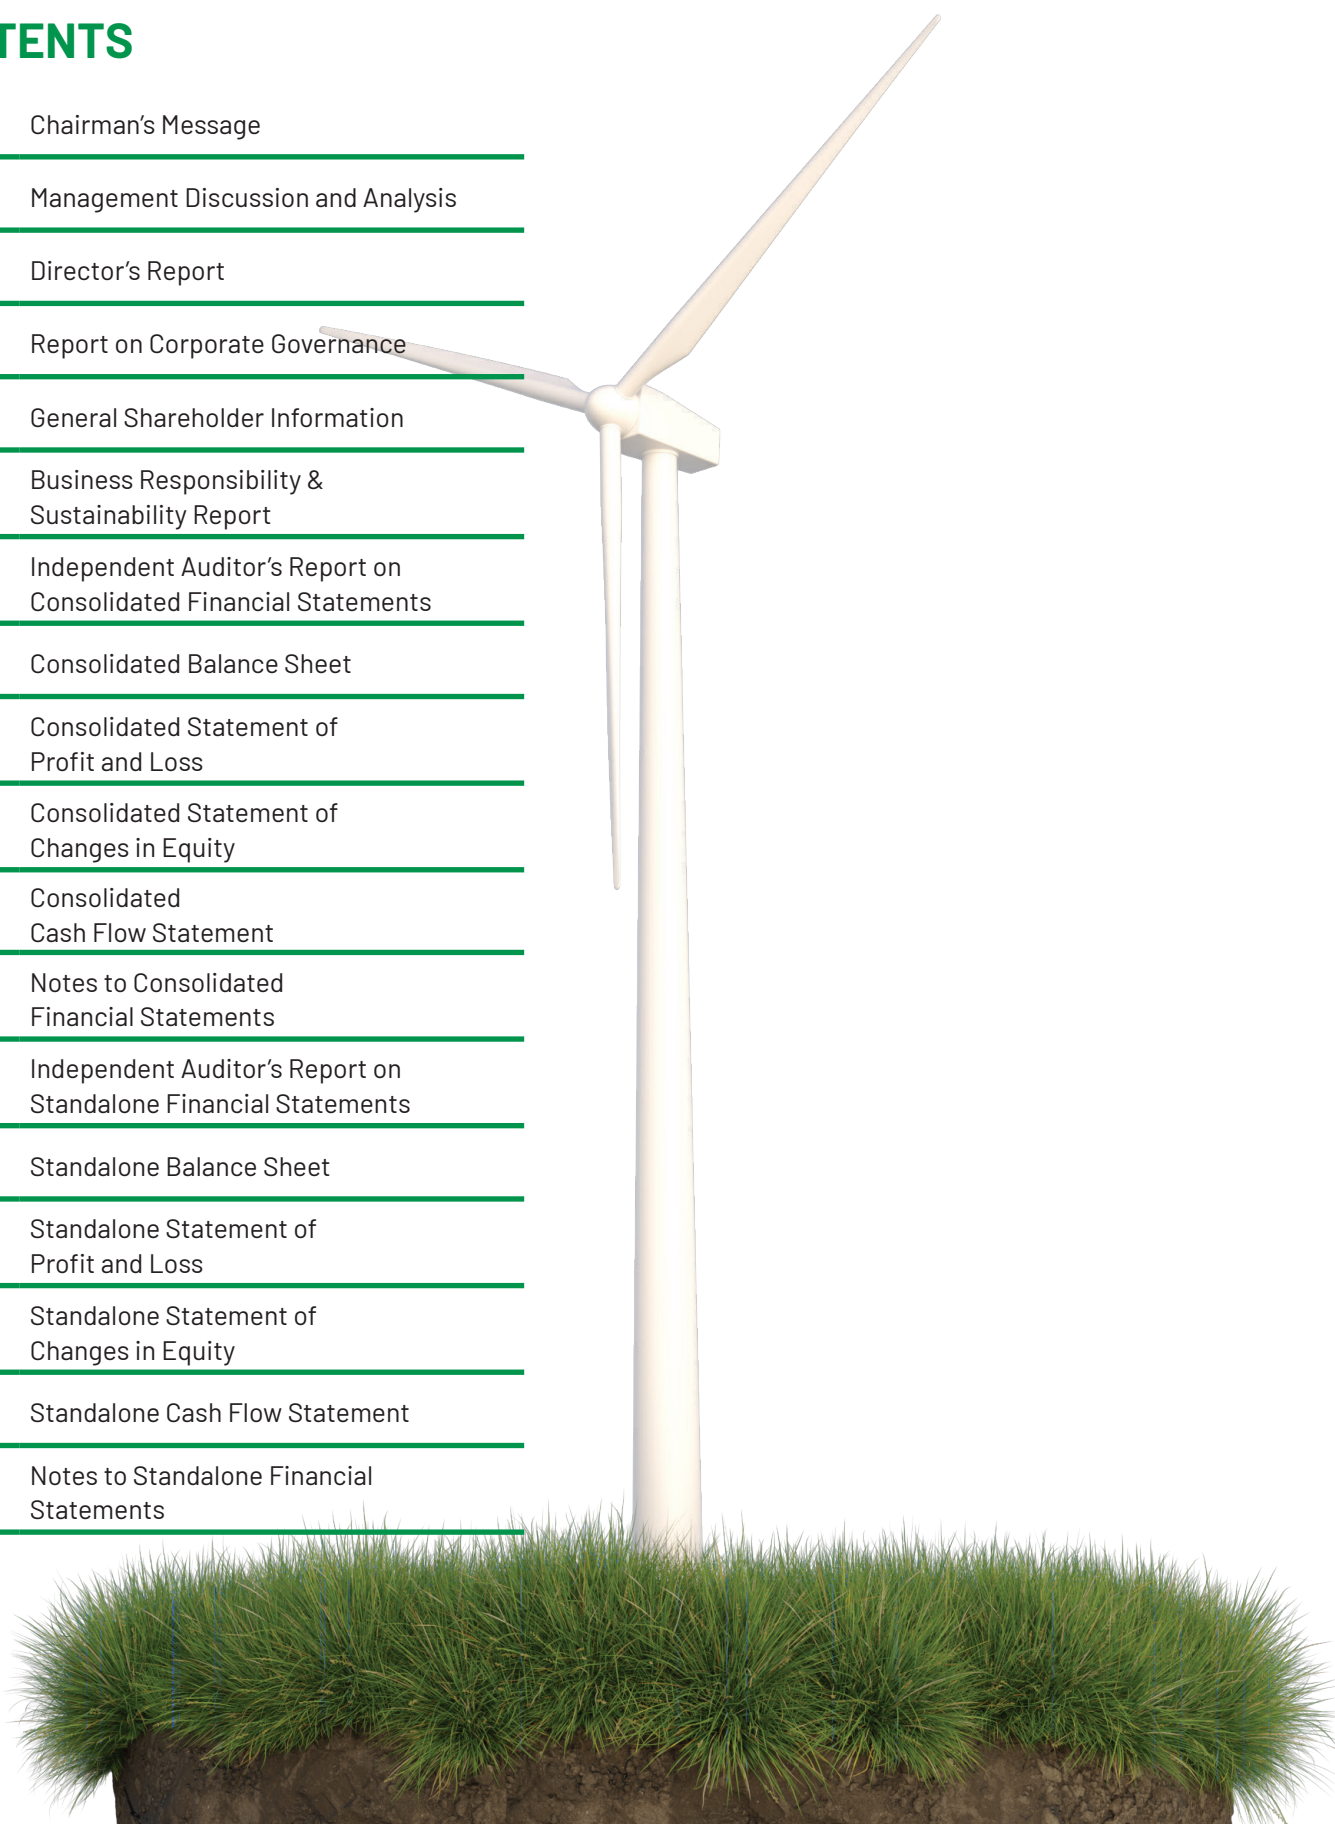 TENTS
Chairman’s Message
Management Discussion and Analysis
Director’s Report
Report on Corporate Governance
General Shareholder Information
Business Responsibility &
Sustainability Report
Independent Auditor’s Report on
Consolidated Financial Statements
Consolidated Balance Sheet
Consolidated Statement of
Profit and Loss
Consolidated Statement of
Changes in Equity
Consolidated
Cash Flow Statement
Notes to Consolidated
Financial Statements
Independent Auditor’s Report on
Standalone Financial Statements
Standalone Balance Sheet
Standalone Statement of
Profit and Loss
Standalone Statement of
Changes in Equity
Standalone Cash Flow Statement
Notes to Standalone Financial
Statements